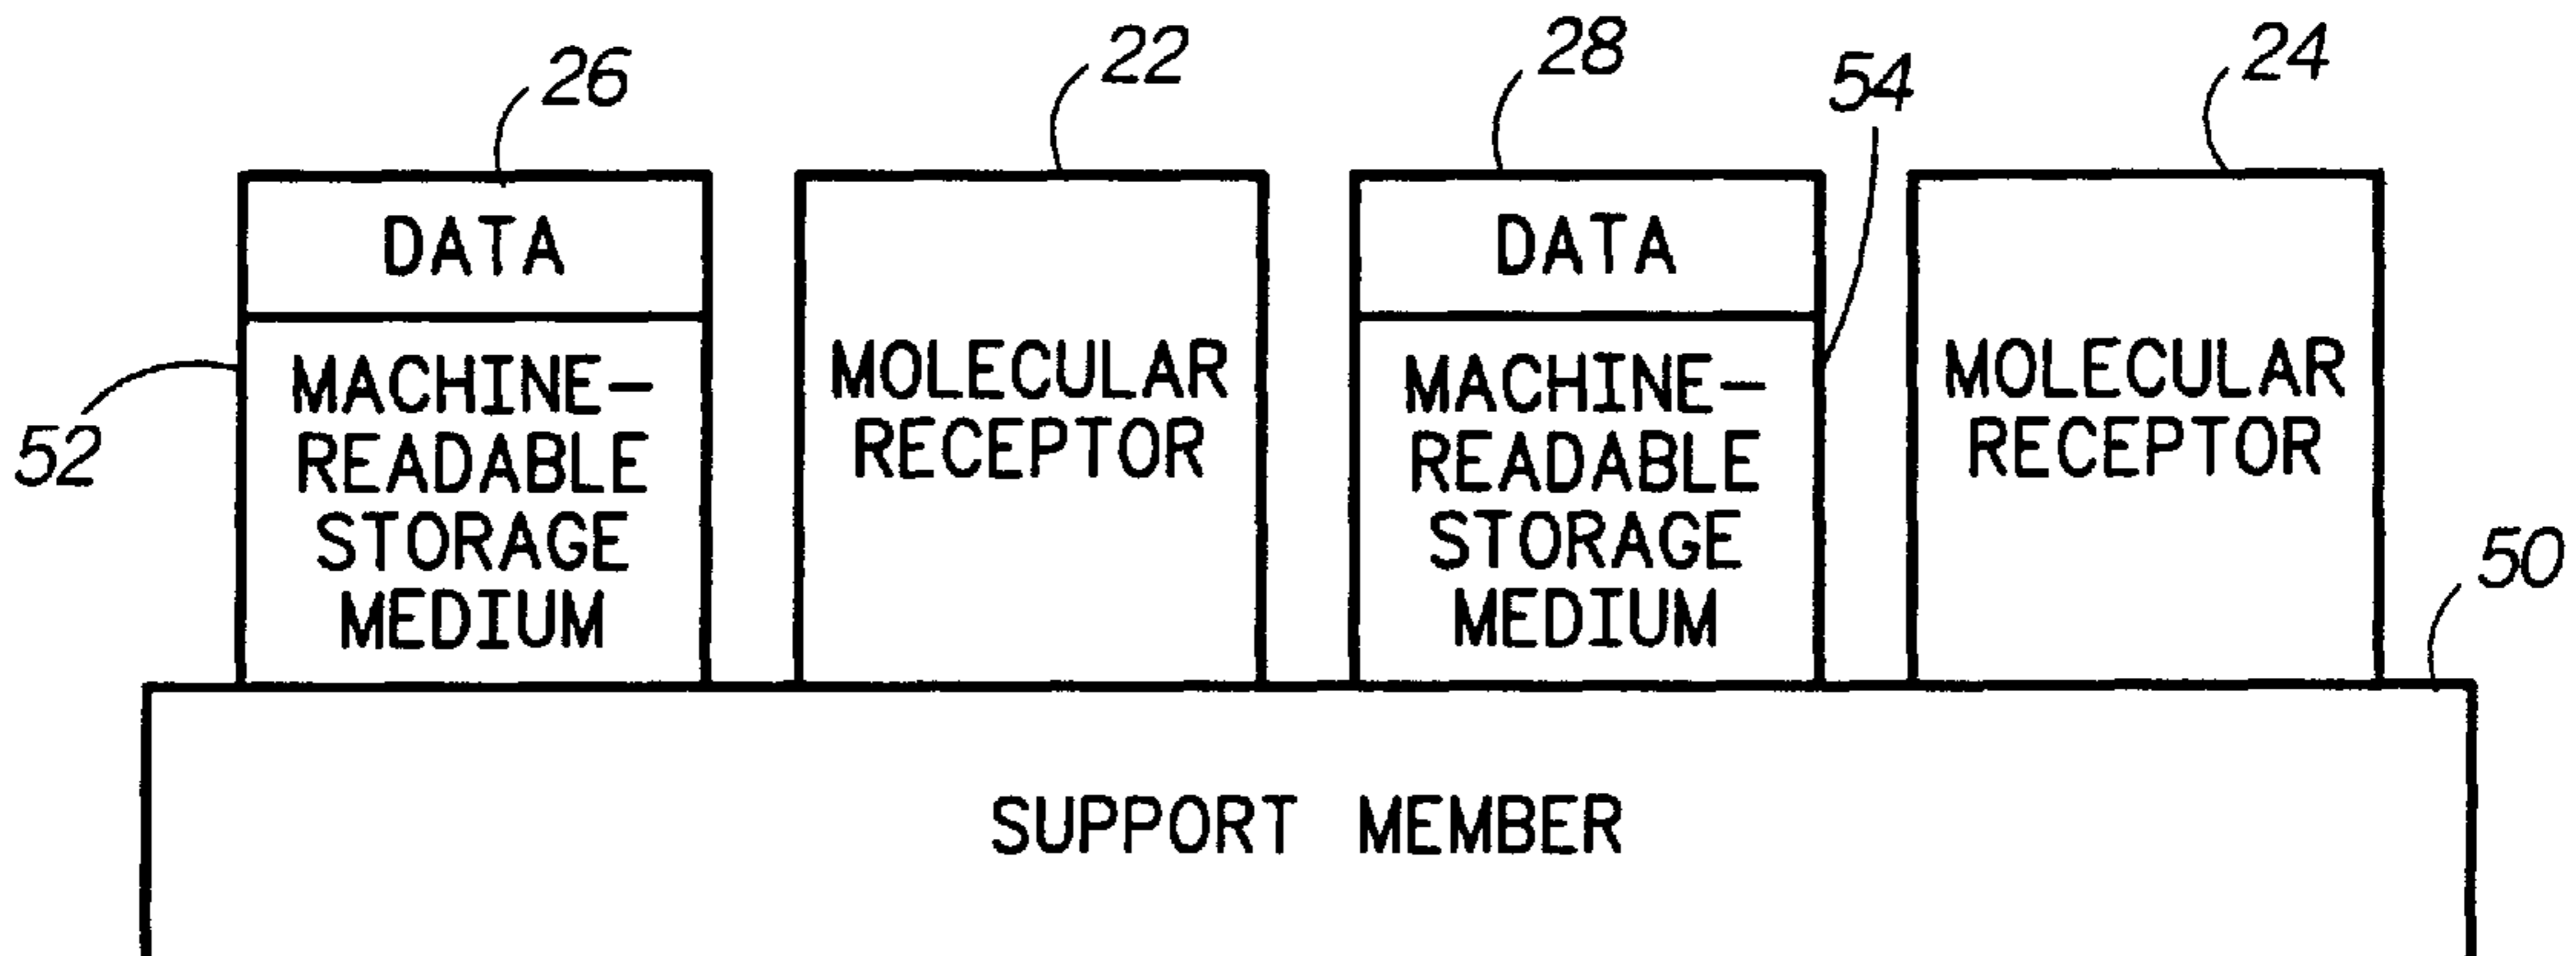 26
22
28
54
24
DATA
DATA
MACHINE-
READABLE
STORAGE
MEDIUM
MOLECULAR
RECEPTOR
MACHINE-
READABLE
STORAGE
MEDIUM
MOLECULAR
RECEPTOR
52
50
SUPPORT MEMBER